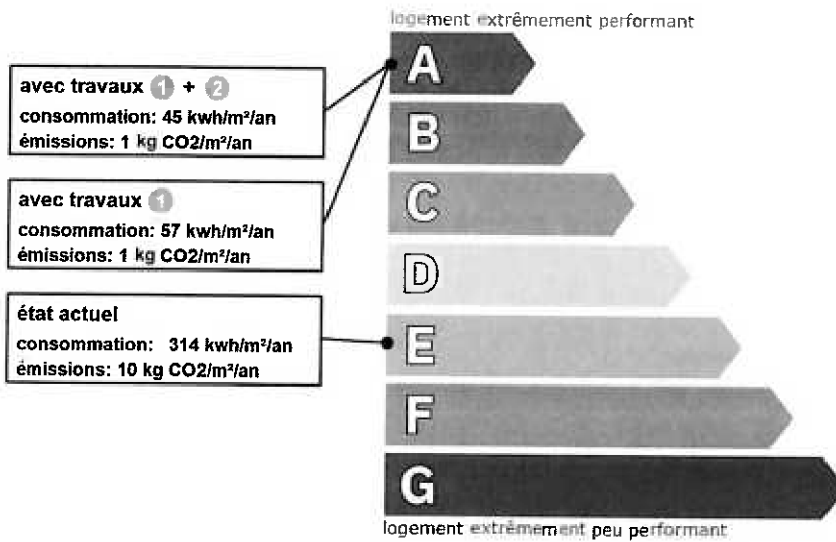 logement extrêmement performant
A
avec travaux 1 + 2
consommation: 45 kwh/m²/an
émissions: 1 kg CO2/m²/an
B
avec travaux 1
consommation: 57 kwh/m²/an
émissions: 1 kg CO2/m²/an
C
D
état actuel
consommation: 314 kwh/m²/an
émissions: 10 kg CO2/m²/an
E
F
G
logement extrêmement peu performant